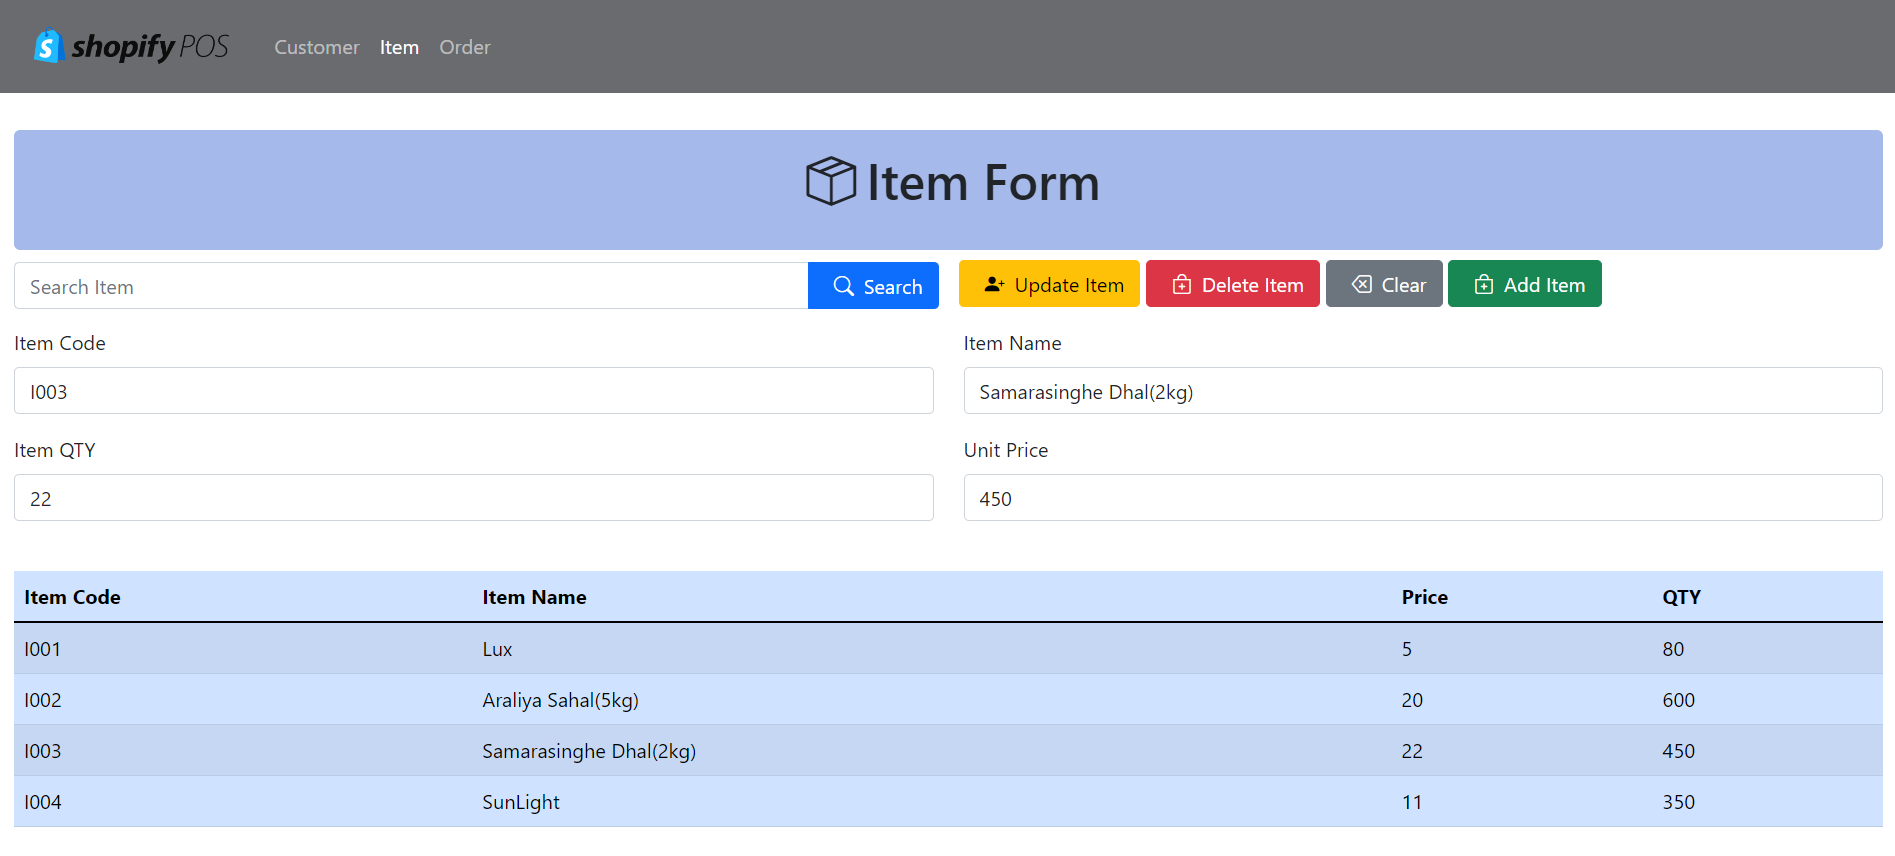 shopify POS Customer Item Order
Item Form
Search Item Search Update Item Delete Item Clear Add Item
Item Code Item Name
I003 Samarasinghe Dhal(2kg)
Item QTY Unit Price
22 450
Item Code Item Name Price QTY
I001 Lux 5 80
I002 Araliya Sahal(5kg) 20 600
I003 Samarasinghe Dhal(2kg) 22 450
I004 SunLight 11 350